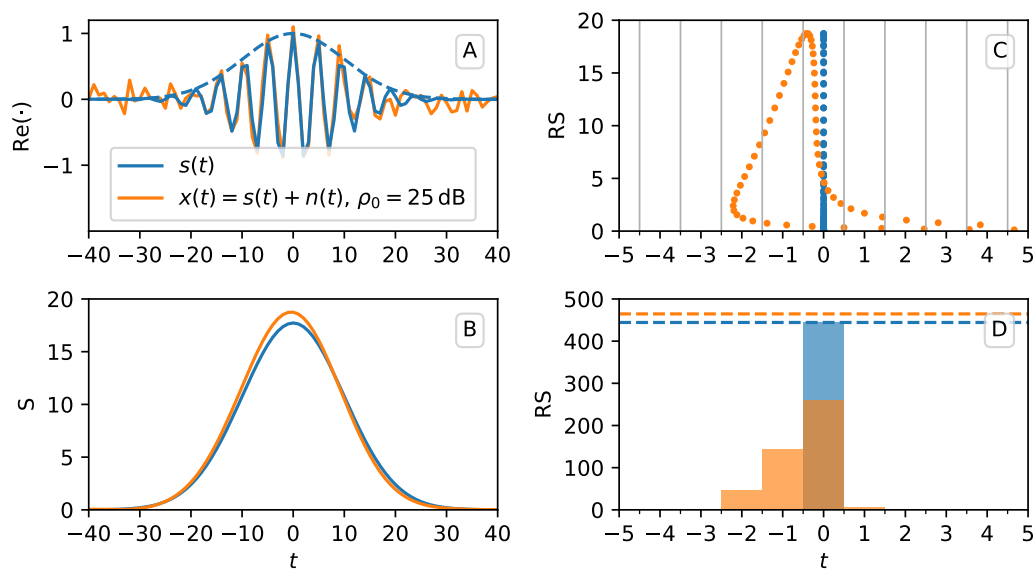 A
Re(·)
1
0
−1
s(t)
x(t) = s(t) + n(t), ρ0 = 25 dB
−40 −30 −20 −10 0 10 20 30 40
C
RS
20
15
10
5
0
−5 −4 −3 −2 −1 0 1 2 3 4 5
B
S
20
15
10
5
0
−40 −30 −20 −10 0 10 20 30 40
t
D
RS
500
400
300
200
100
0
−5 −4 −3 −2 −1 0 1 2 3 4 5
t